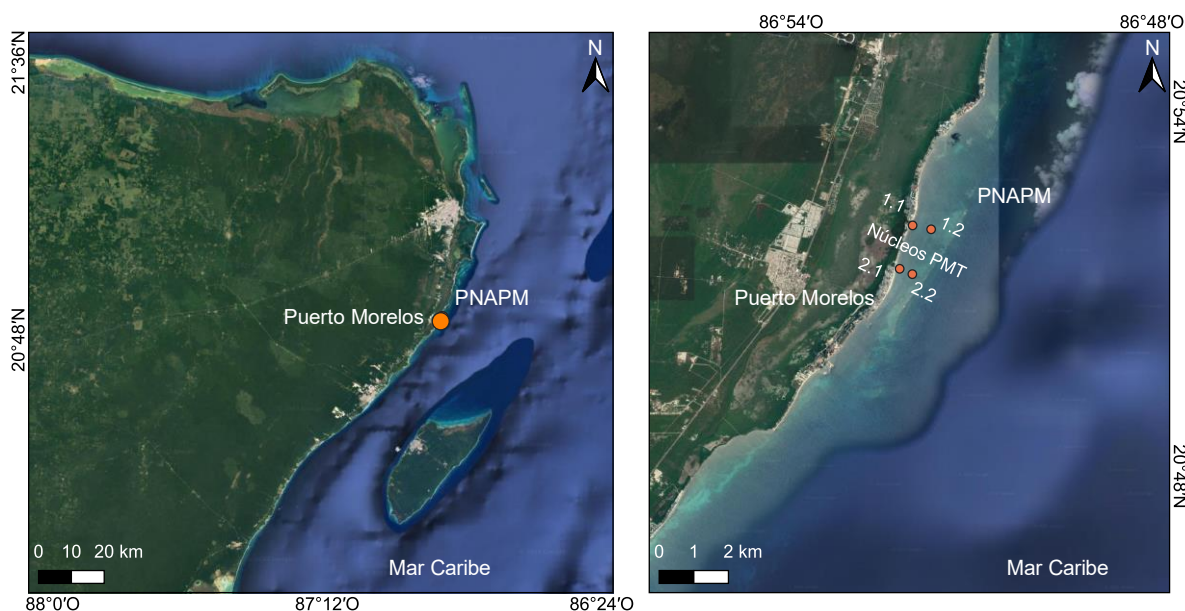 21°36′N
20°48′N
N
PNAPM
Puerto Morelos
Mar Caribe
0 10 20 km
88°0′O
87°12′O
86°24′O
86°54′O
86°48′O
N
20°54′N
PNAPM
1.1
1.2
Núcleos PMT
2.1
2.2
Puerto Morelos
20°48′N
0 1 2 km
Mar Caribe